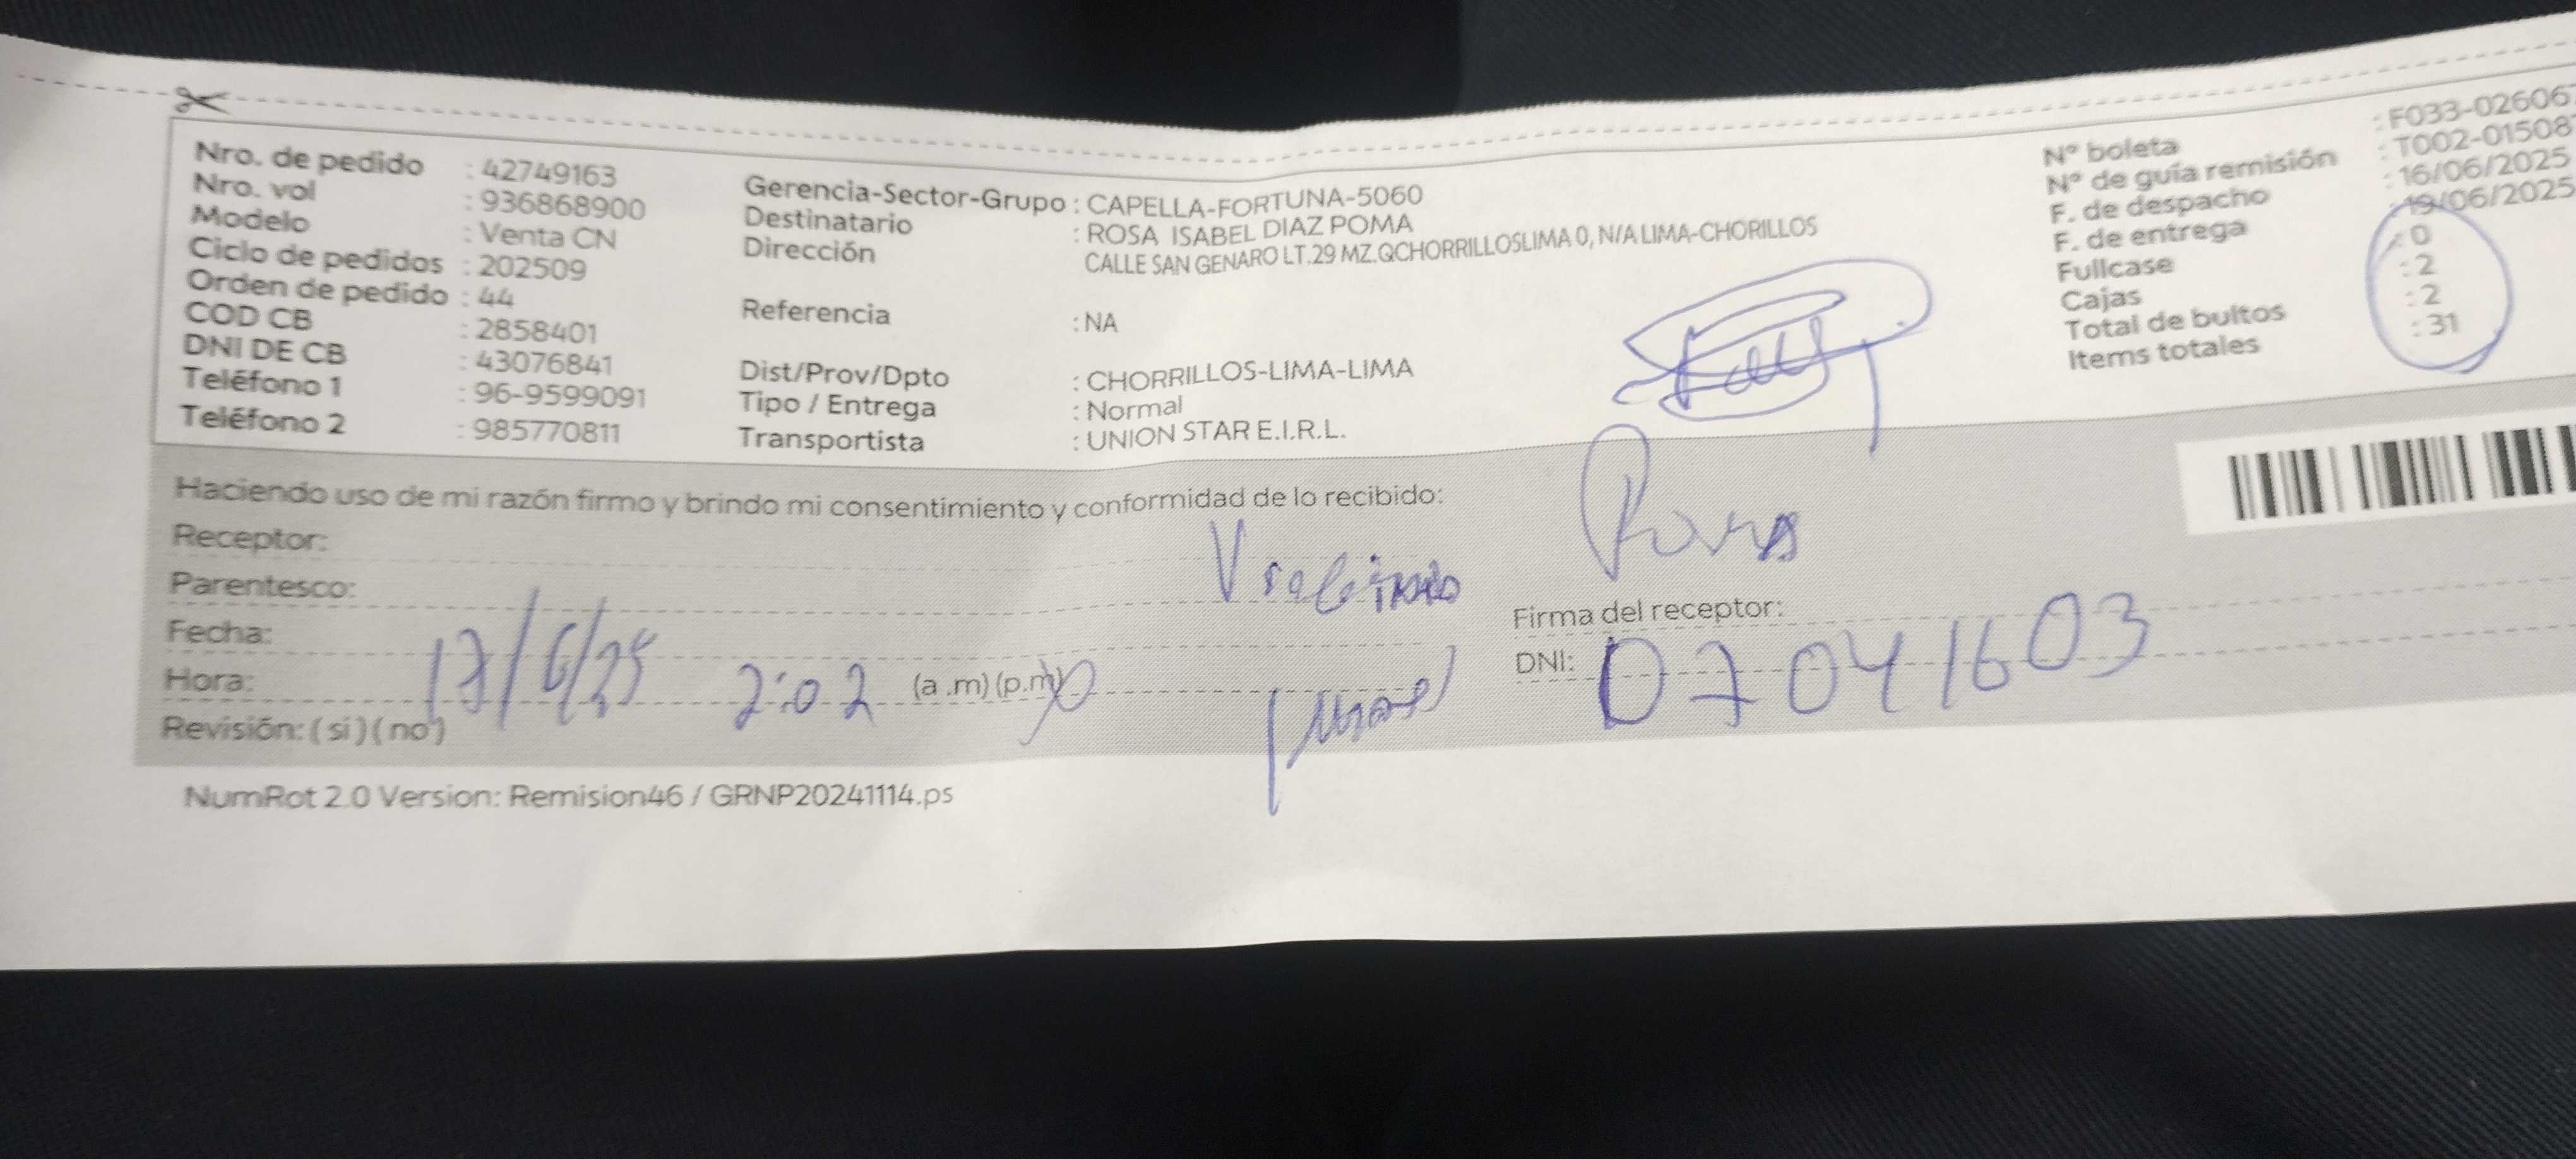 Nro. de pedido : 42749163
Nro. vol : 936868900
Modelo : Venta CN
Ciclo de pedidos : 202509
Orden de pedido : 44
COD CB : 2858401
DNI DE CB : 43076841
Teléfono 1 : 96-9599091
Teléfono 2 : 985770811
Gerencia-Sector-Grupo : CAPELLA-FORTUNA-5060
Destinatario : ROSA ISABEL DIAZ POMA
Dirección : CALLE SAN GENARO LT.29 MZ.QCHORRILLOSLIMA 0, N/A LIMA-CHORILLOS
Referencia : NA
Dist/Prov/Dpto : CHORRILLOS-LIMA-LIMA
Tipo / Entrega : Normal
Transportista : UNION STAR E.I.R.L.
N° boleta : F033-026067
N° de guía remisión : T002-01508
F. de despacho : 16/06/2025
F. de entrega : 19/06/2025
Fullcase : 0
Cajas : 2
Total de bultos : 2
Items totales : 31
Haciendo uso de mi razón firmo y brindo mi consentimiento y conformidad de lo recibido:
Receptor:
Parentesco:
Fecha: 17/6/25
Hora: 2:02 (a .m) (p.m)
Revisión: ( si ) ( no )
Firma del receptor:
DNI: 07041603
NumRot 2.0 Version: Remision46 / GRNP20241114.ps